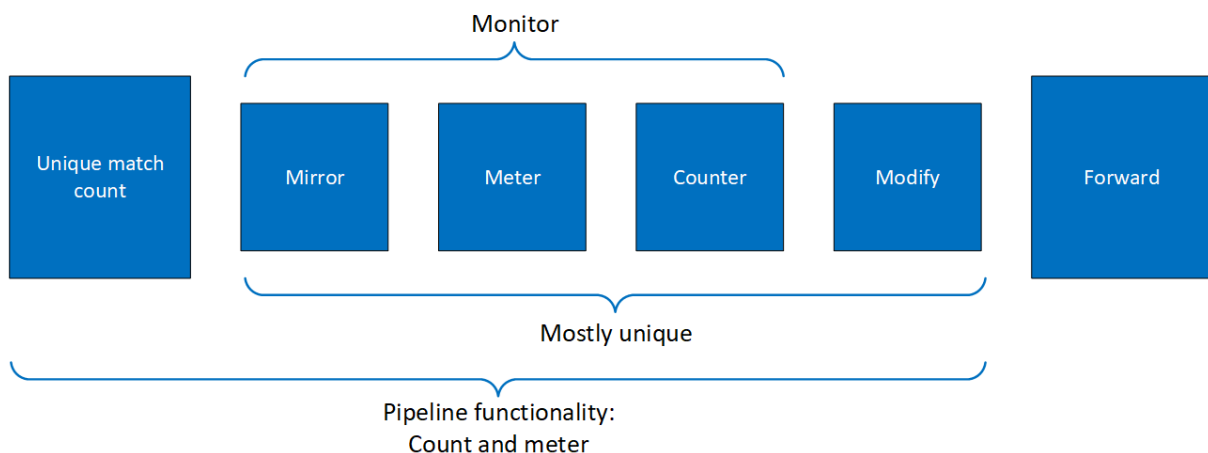 Monitor
Unique match
count
Mirror
Meter
Counter
Modify
Forward
Mostly unique
Pipeline functionality:
Count and meter